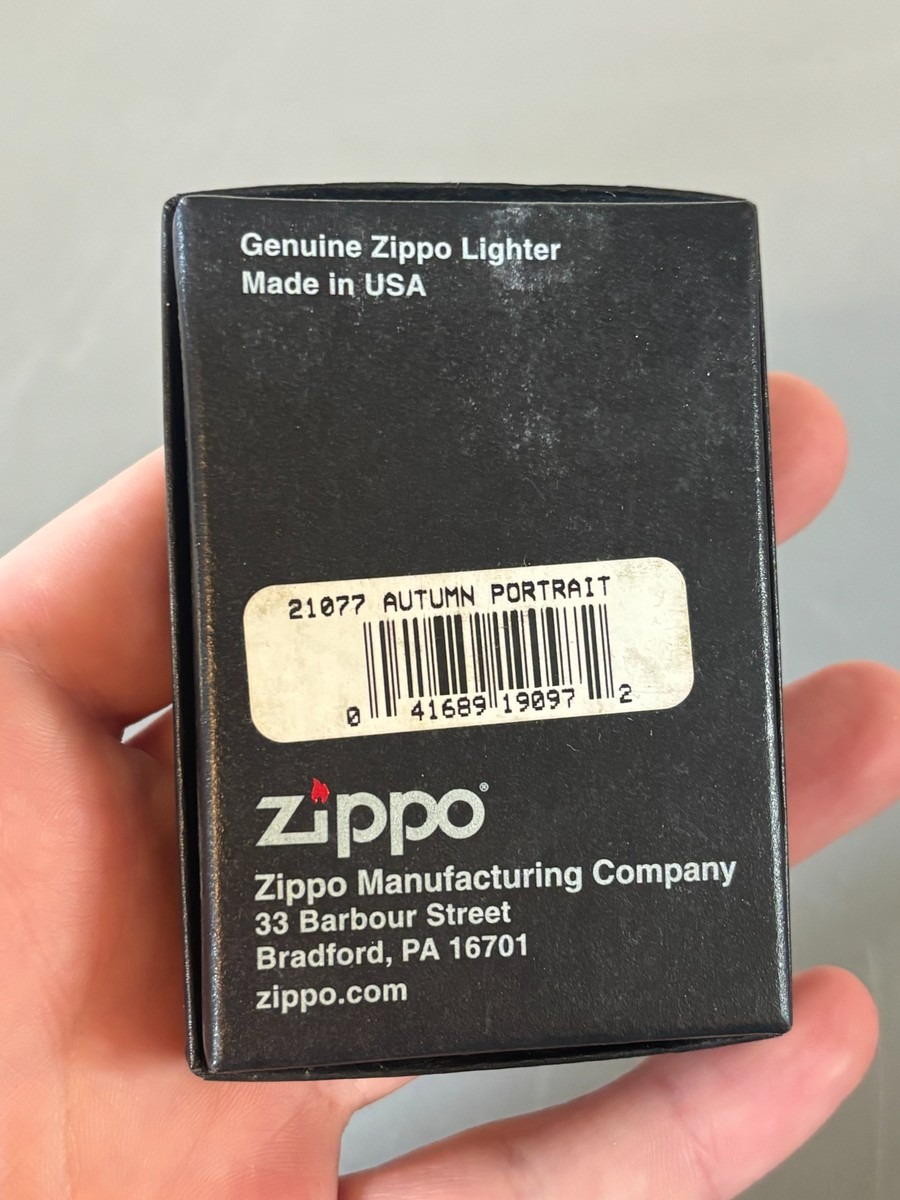 Genuine Zippo Lighter
Made in USA
21077 AUTUMN PORTRAIT
0 41689 19097 2
zippo®
Zippo Manufacturing Company
33 Barbour Street
Bradford, PA 16701
zippo.com